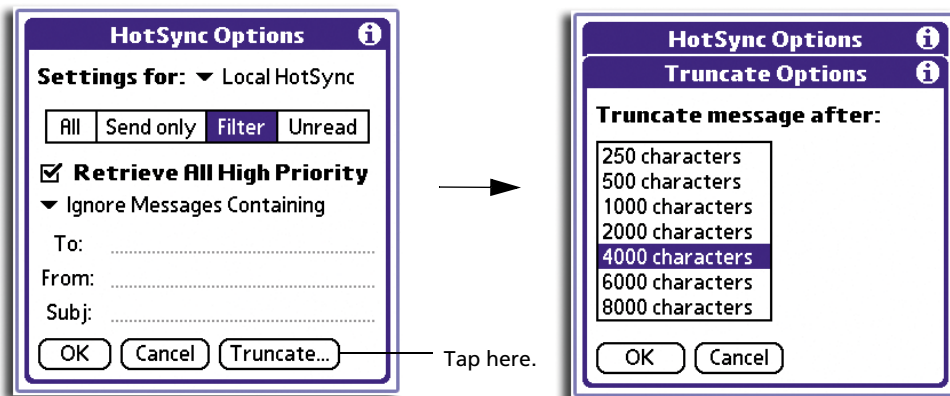 HotSync Options
Settings for: Local HotSync
All Send only Filter Unread
Retrieve All High Priority
Ignore Messages Containing
To:
From:
Subj:
OK Cancel Truncate...
Tap here.
HotSync Options
Truncate Options
Truncate message after:
250 characters
500 characters
1000 characters
2000 characters
4000 characters
6000 characters
8000 characters
OK Cancel